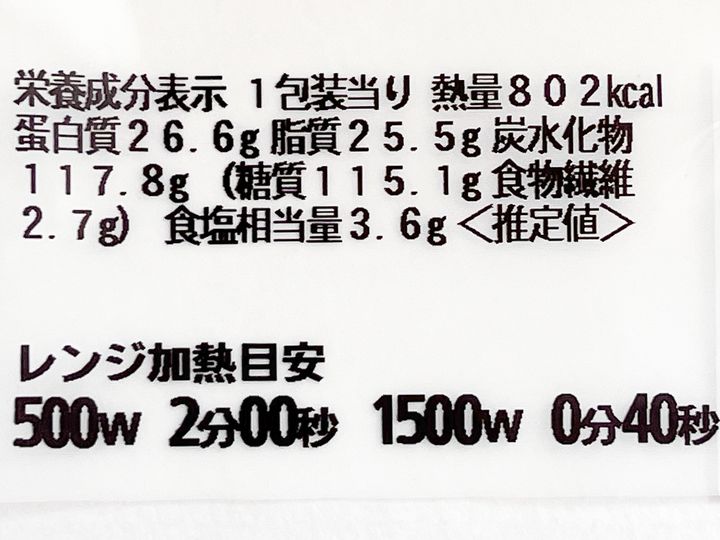 栄養成分表示 1包装当り 熱量802kcal
蛋白質26.6g 脂質25.5g 炭水化物
117.8g (糖質115.1g 食物繊維
2.7g) 食塩相当量3.6g <推定値>
レンジ加熱目安
500W 2分00秒 1500W 0分40秒